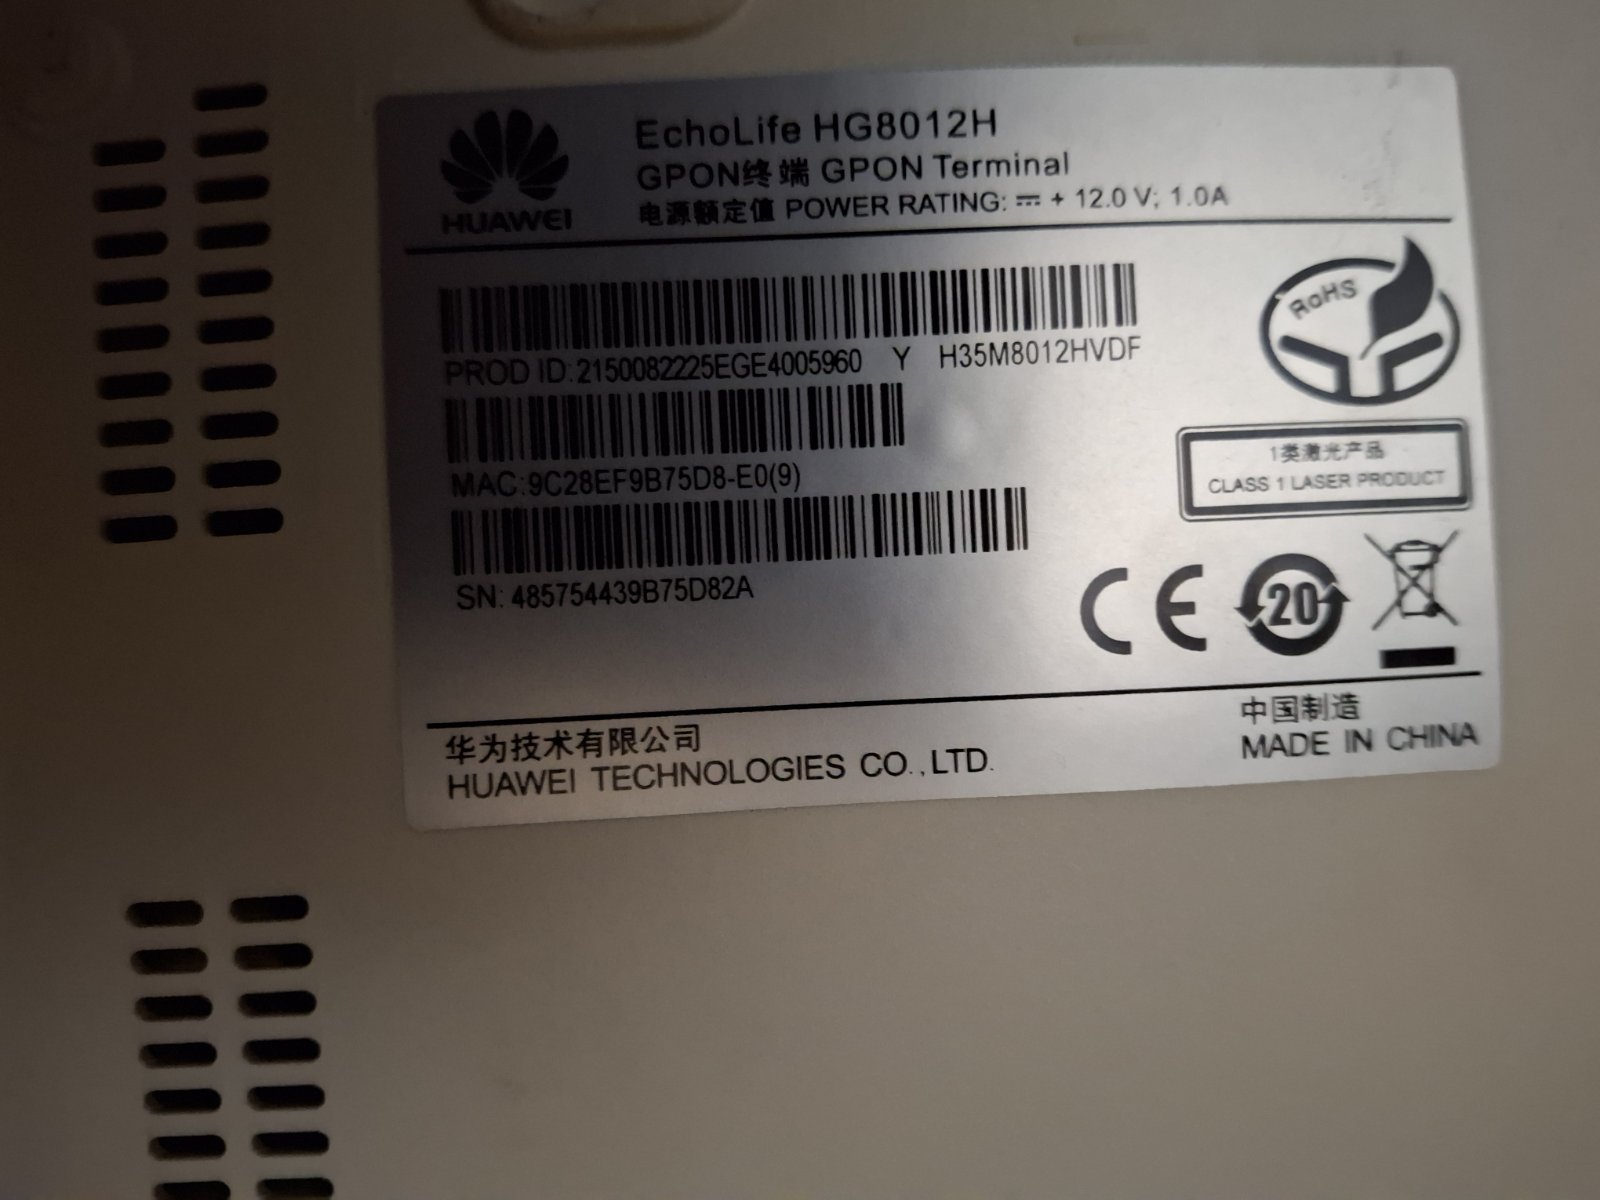 HUAWEI
EchoLife HG8012H
GPON终端 GPON Terminal
电源额定值 POWER RATING: ⎓ + 12.0 V; 1.0A
PROD ID:2150082225EGE4005960 Y H35M8012HVDF
RoHS
MAC:9C28EF9B75D8-E0(9)
1类激光产品
CLASS 1 LASER PRODUCT
SN: 485754439B75D82A
CE
20
华为技术有限公司
HUAWEI TECHNOLOGIES CO.,LTD.
中国制造
MADE IN CHINA